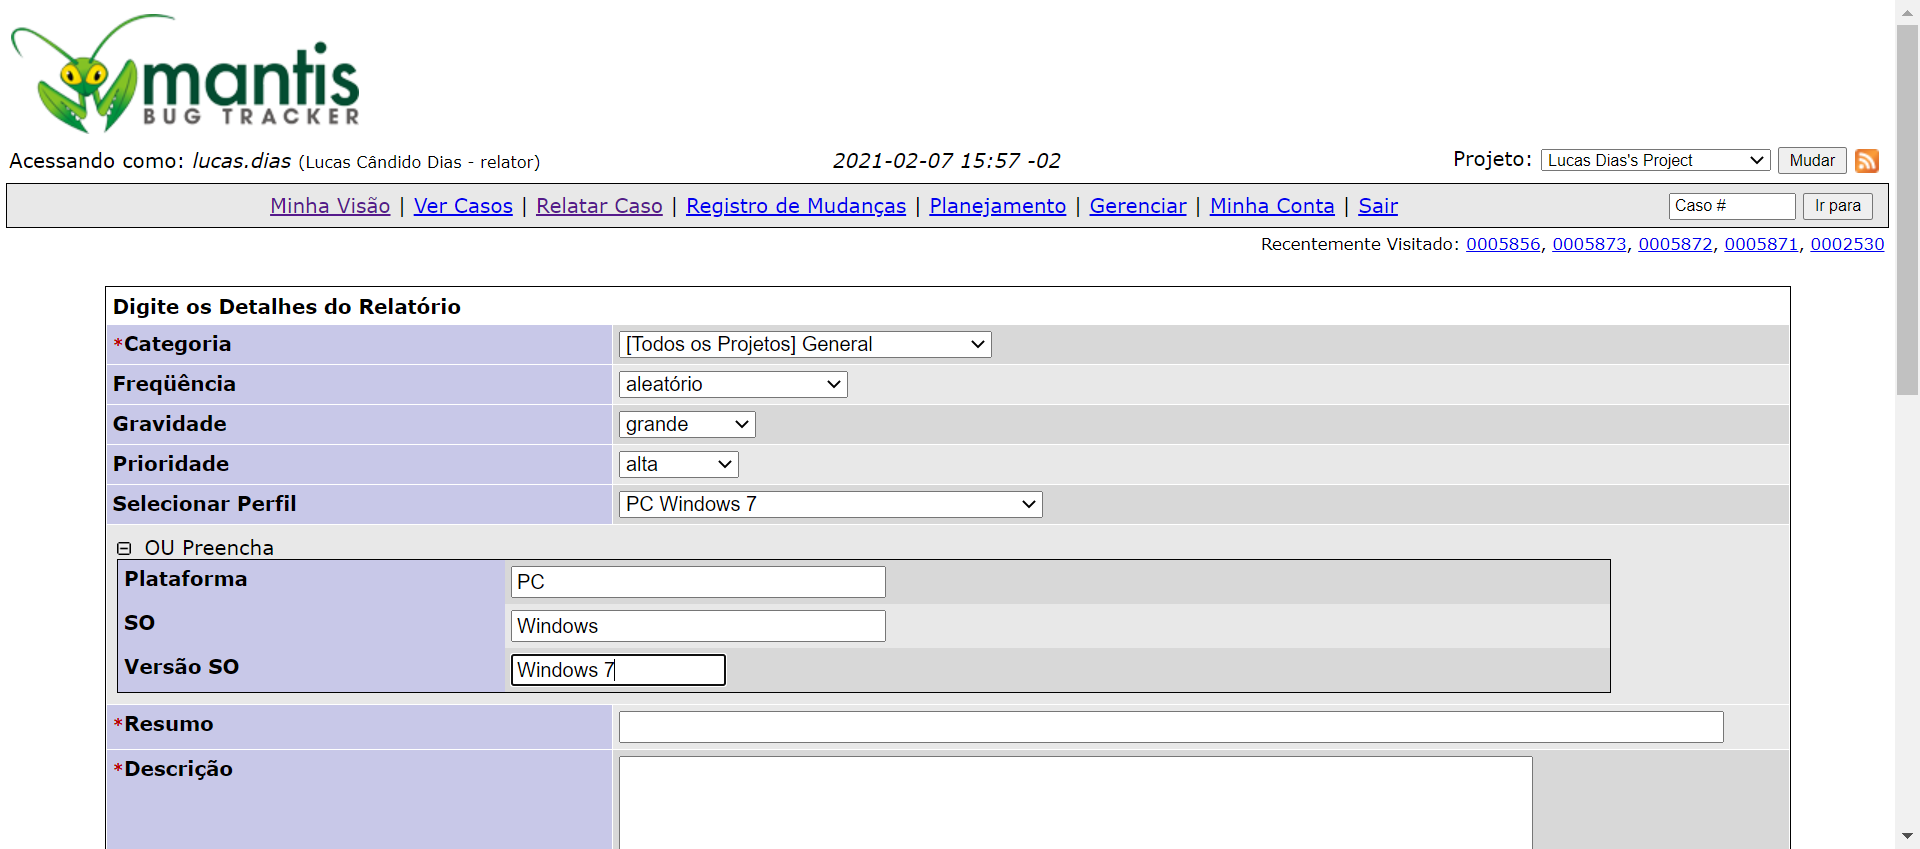 mantis
BUG TRACKER
Acessando como: lucas.dias (Lucas Cândido Dias - relator)
2021-02-07 15:57 -02
Projeto: Lucas Dias's Project Mudar
Minha Visão | Ver Casos | Relatar Caso | Registro de Mudanças | Planejamento | Gerenciar | Minha Conta | Sair
Caso # Ir para
Recentemente Visitado: 0005856, 0005873, 0005872, 0005871, 0002530
Digite os Detalhes do Relatório
*Categoria [Todos os Projetos] General
Freqüência aleatório
Gravidade grande
Prioridade alta
Selecionar Perfil PC Windows 7
OU Preencha
Plataforma PC
SO Windows
Versão SO Windows 7
*Resumo
*Descrição